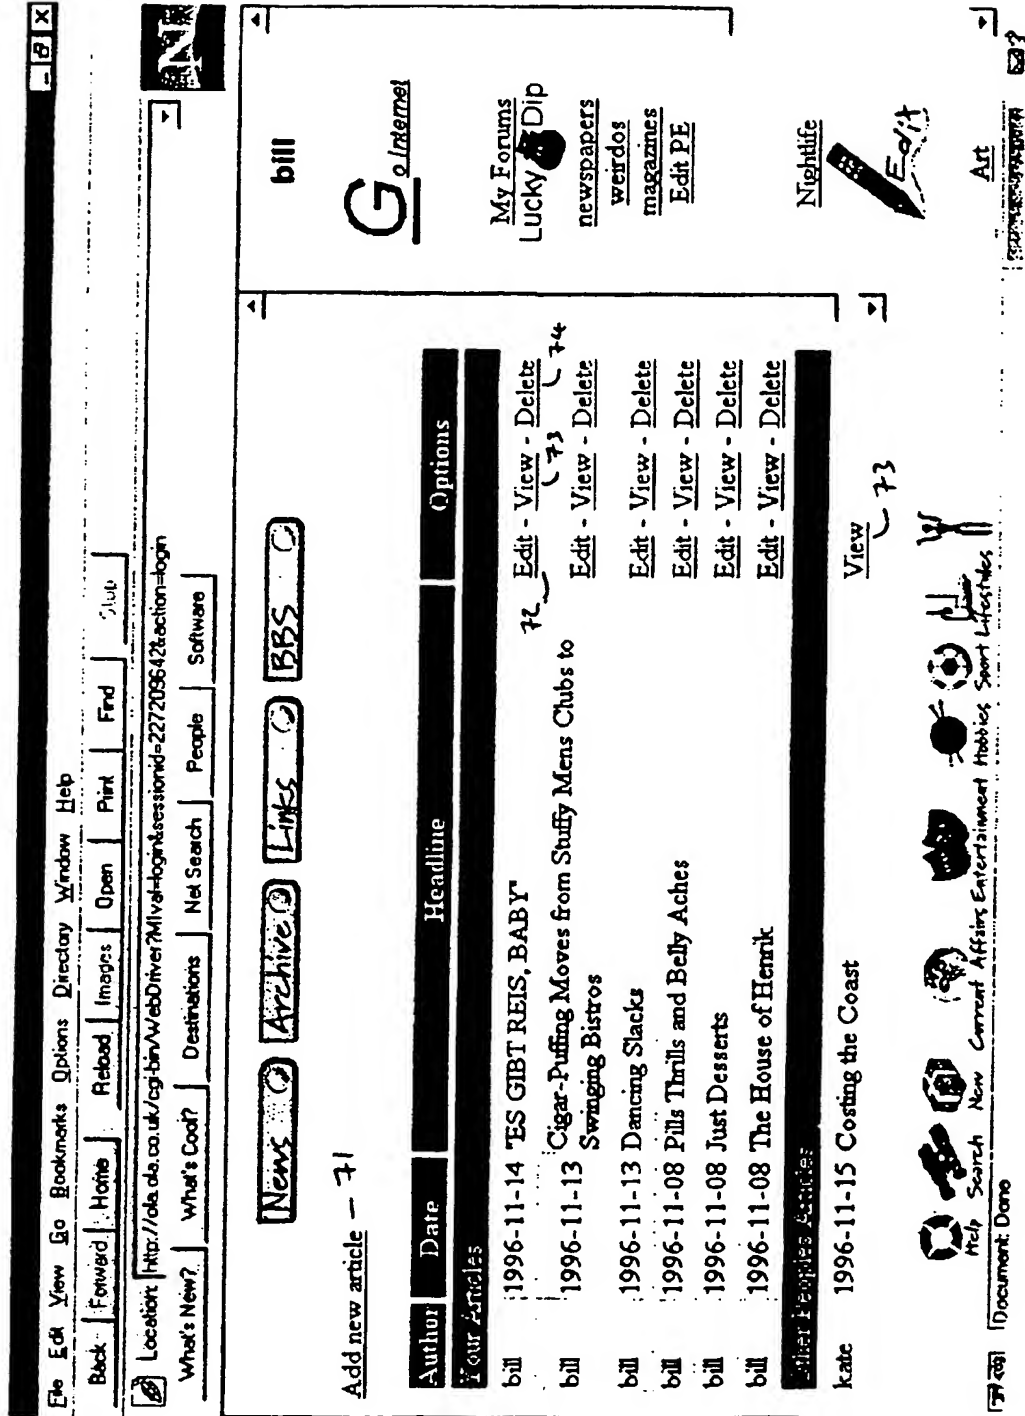 File Edit View Go Bookmarks Options Directory Window Help
Back Forward Home Reload Images Open Print Find Stop
Location: http://ola.ola.co.uk/cgi-bin/WebDriver?MIval=login&sessionid=227209642&action=login
What's New? What's Cool? Destinations Net Search People Software
N
News Archive Links BBS
Add new article - 71
Author Date Headline Options
Your Articles
bill 1996-11-14 "ES GIBT REIS, BABY" Edit - View - Delete
72 73 74
bill 1996-11-13 Cigar-Puffing Moves from Stuffy Mens Clubs to Edit - View - Delete
Swinging Bistros
bill 1996-11-13 Dancing Slacks Edit - View - Delete
bill 1996-11-08 Pills Thrills and Belly Aches Edit - View - Delete
bill 1996-11-08 Just Desserts Edit - View - Delete
bill 1996-11-08 The House of Henrik Edit - View - Delete
Other Peoples Articles
kate 1996-11-15 Costing the Coast View
73
bill
Go Internet
My Forums
Lucky Dip
newspapers
weirdos
magazines
Edit PE
Nightlife
Edit
Art
Help Search New Current Affairs Entertainment Hobbies Sport Lifestyles
Document: Done